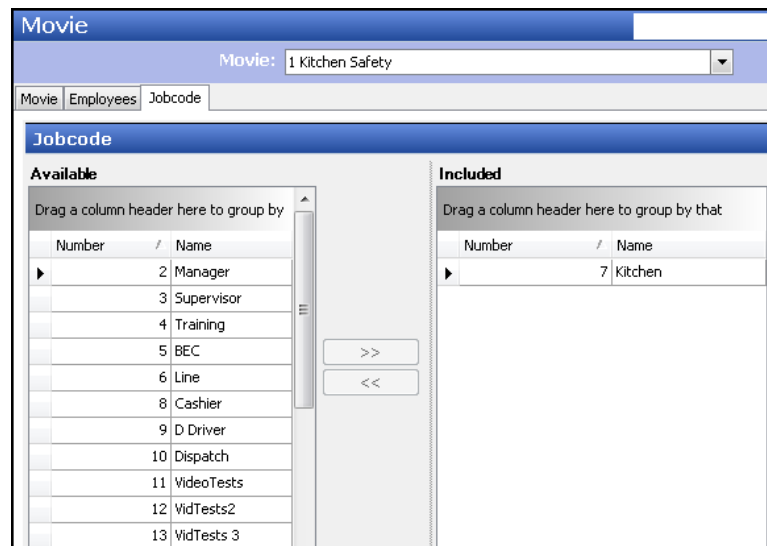 Movie
Movie: 1 Kitchen Safety
Movie Employees Jobcode
Jobcode
Available
Included
Drag a column header here to group by
Drag a column header here to group by that
Number Name
Number Name
2 Manager
7 Kitchen
3 Supervisor
4 Training
5 BEC
>>
6 Line
<<
8 Cashier
9 D Driver
10 Dispatch
11 VideoTests
12 VidTests2
13 VidTests 3